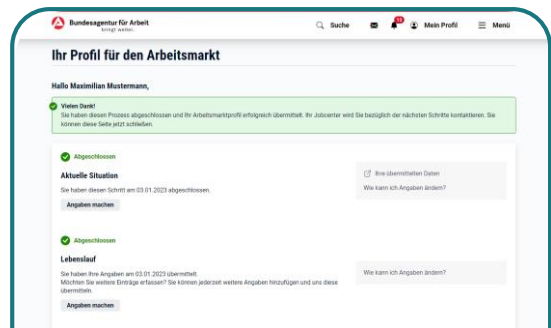 Bundesagentur für Arbeit
bringt weiter.
Suche
Mein Profil
Menü
Ihr Profil für den Arbeitsmarkt
Hallo Maximilian Mustermann,
Vielen Dank!
Sie haben diesen Prozess abgeschlossen und Ihr Arbeitsmarktprofil erfolgreich übermittelt. Ihr Jobcenter wird Sie bezüglich der nächsten Schritte kontaktieren. Sie
können diese Seite jetzt schließen.
Abgeschlossen
Aktuelle Situation
Sie haben diesen Schritt am 03.01.2023 abgeschlossen.
Angaben machen
Ihre übermittelten Daten
Wie kann ich Angaben ändern?
Abgeschlossen
Lebenslauf
Sie haben Ihre Angaben am 03.01.2023 übermittelt.
Möchten Sie weitere Einträge erfassen? Sie können jederzeit weitere Angaben hinzufügen und uns diese
übermitteln.
Angaben machen
Wie kann ich Angaben ändern?